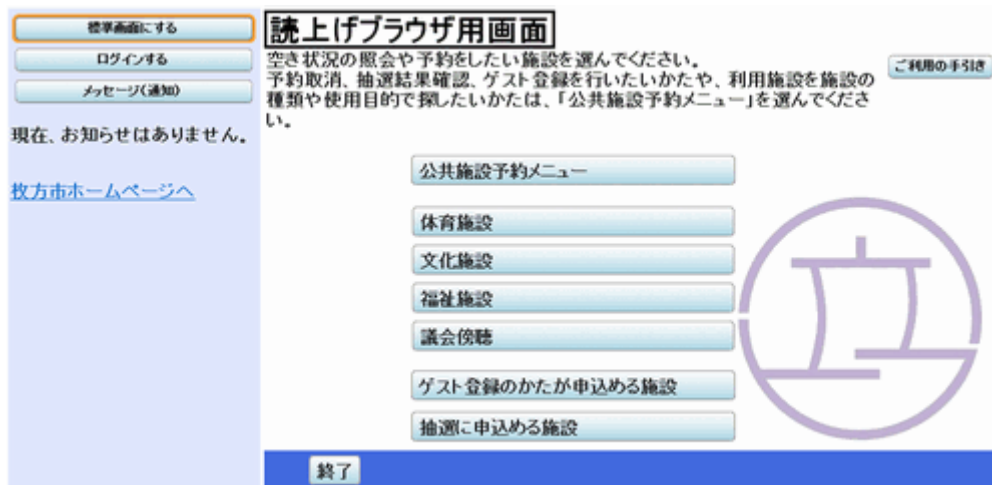 標準画面にする
ログインする
メッセージ(通知)
現在、お知らせはありません。
枚方市ホームページへ
読上げブラウザ用画面
空き状況の照会や予約をしたい施設を選んでください。
予約取消、抽選結果確認、ゲスト登録を行いたいかたや、利用施設を施設の
種類や使用目的で探したいかたは、「公共施設予約メニュー」を選んでくださ
い。
ご利用の手引き
公共施設予約メニュー
体育施設
文化施設
福祉施設
議会傍聴
ゲスト登録のかたが申込める施設
抽選に申込める施設
終了